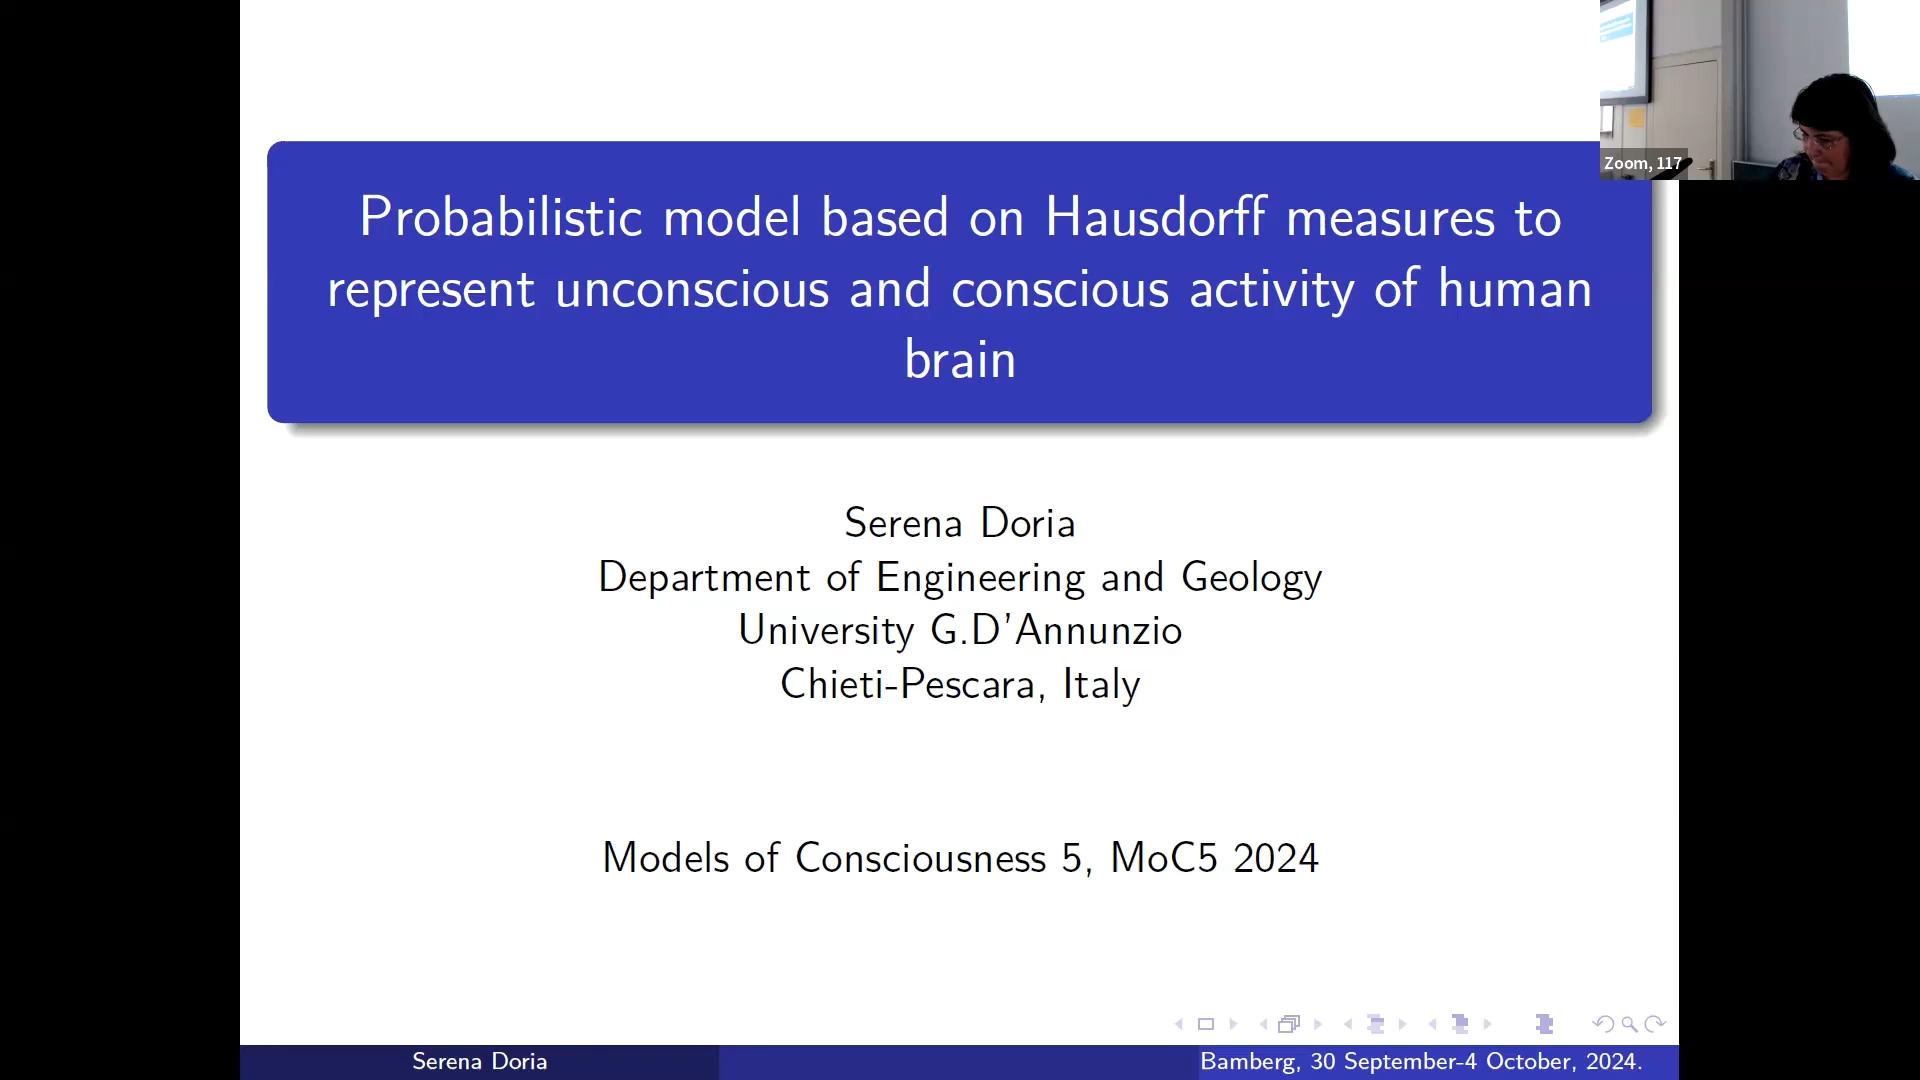 Probabilistic model based on Hausdorff measures to
represent unconscious and conscious activity of human
brain
Serena Doria
Department of Engineering and Geology
University G.D'Annunzio
Chieti-Pescara, Italy
Models of Consciousness 5, MoC5 2024
Serena Doria
Bamberg, 30 September-4 October, 2024.
Zoom, 117